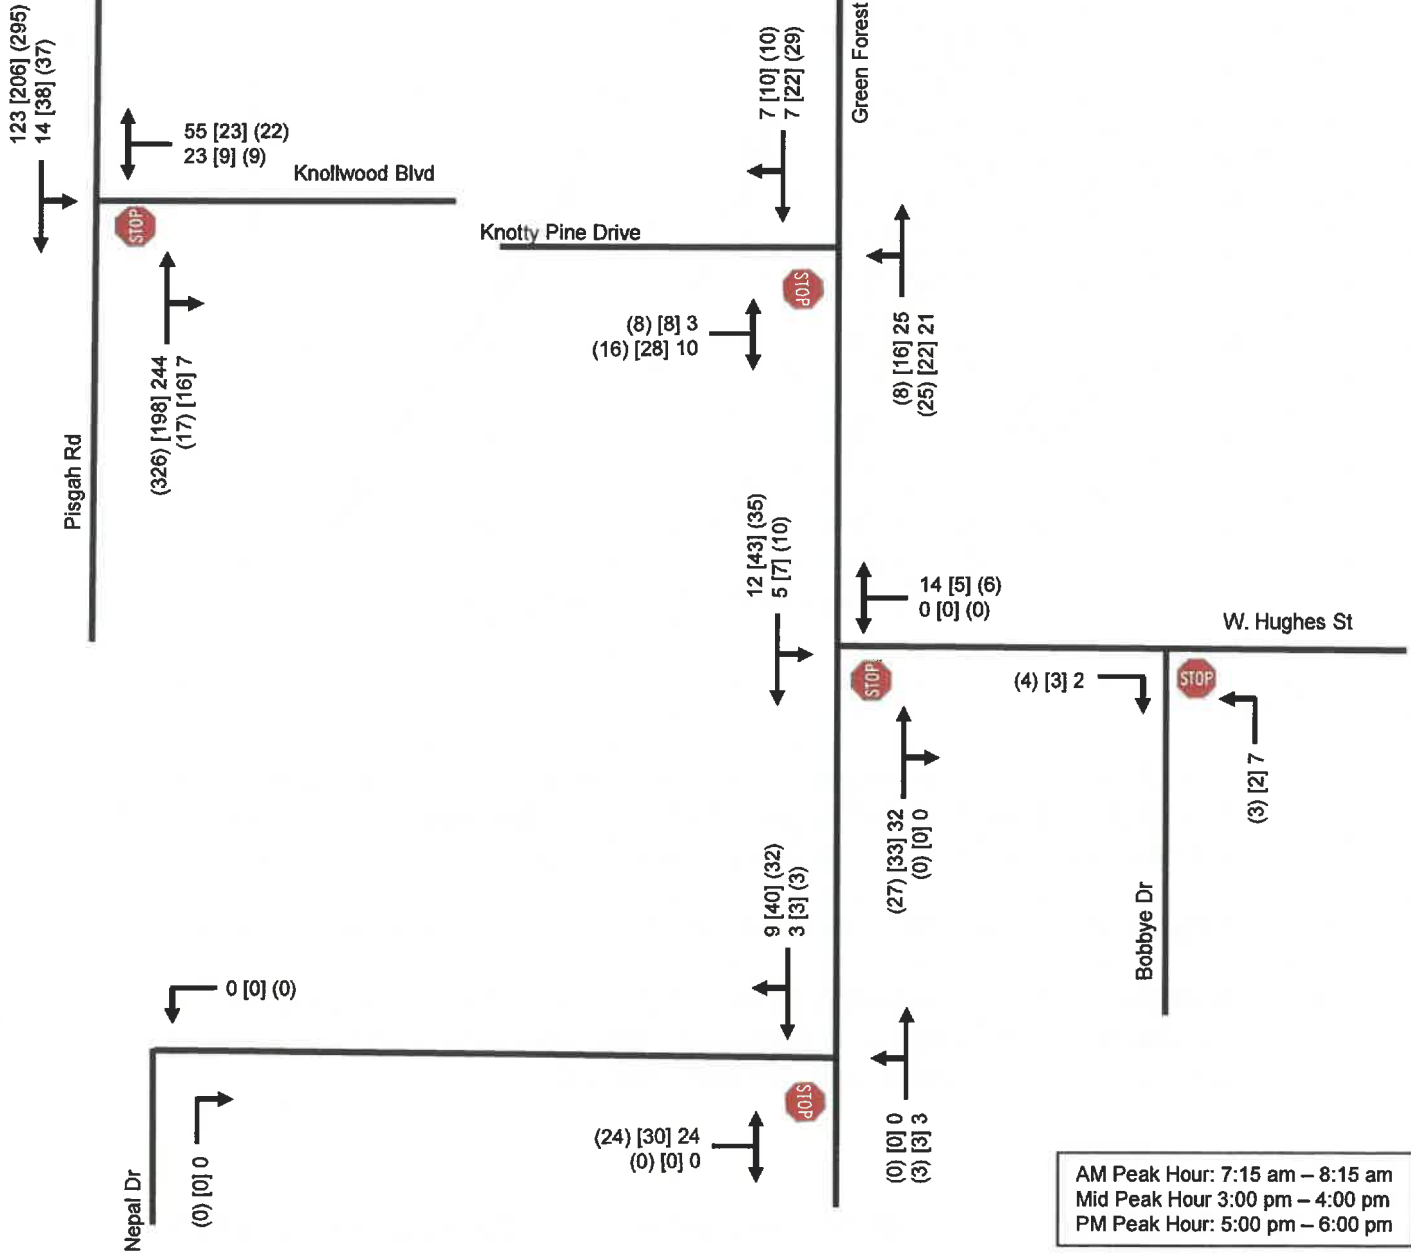 123 [206] (295)
14 [38] (37)
55 [23] (22)
23 [9] (9)
Knollwood Blvd
STOP
(326) [198] 244
(17) [16] 7
Pisgah Rd
7 [10] (10)
7 [22] (29)
Green Forest
Knotty Pine Drive
STOP
(8) [8] 3
(16) [28] 10
(8) [16] 25
(25) [22] 21
12 [43] (35)
5 [7] (10)
14 [5] (6)
0 [0] (0)
W. Hughes St
STOP
(4) [3] 2
STOP
(3) [2] 7
(27) [33] 32
(0) [0] 0
Bobbye Dr
9 [40] (32)
3 [3] (3)
0 [0] (0)
Nepal Dr
(0) [0] 0
STOP
(24) [30] 24
(0) [0] 0
(0) [0] 0
(3) [3] 3
AM Peak Hour: 7:15 am – 8:15 am
Mid Peak Hour 3:00 pm – 4:00 pm
PM Peak Hour: 5:00 pm – 6:00 pm